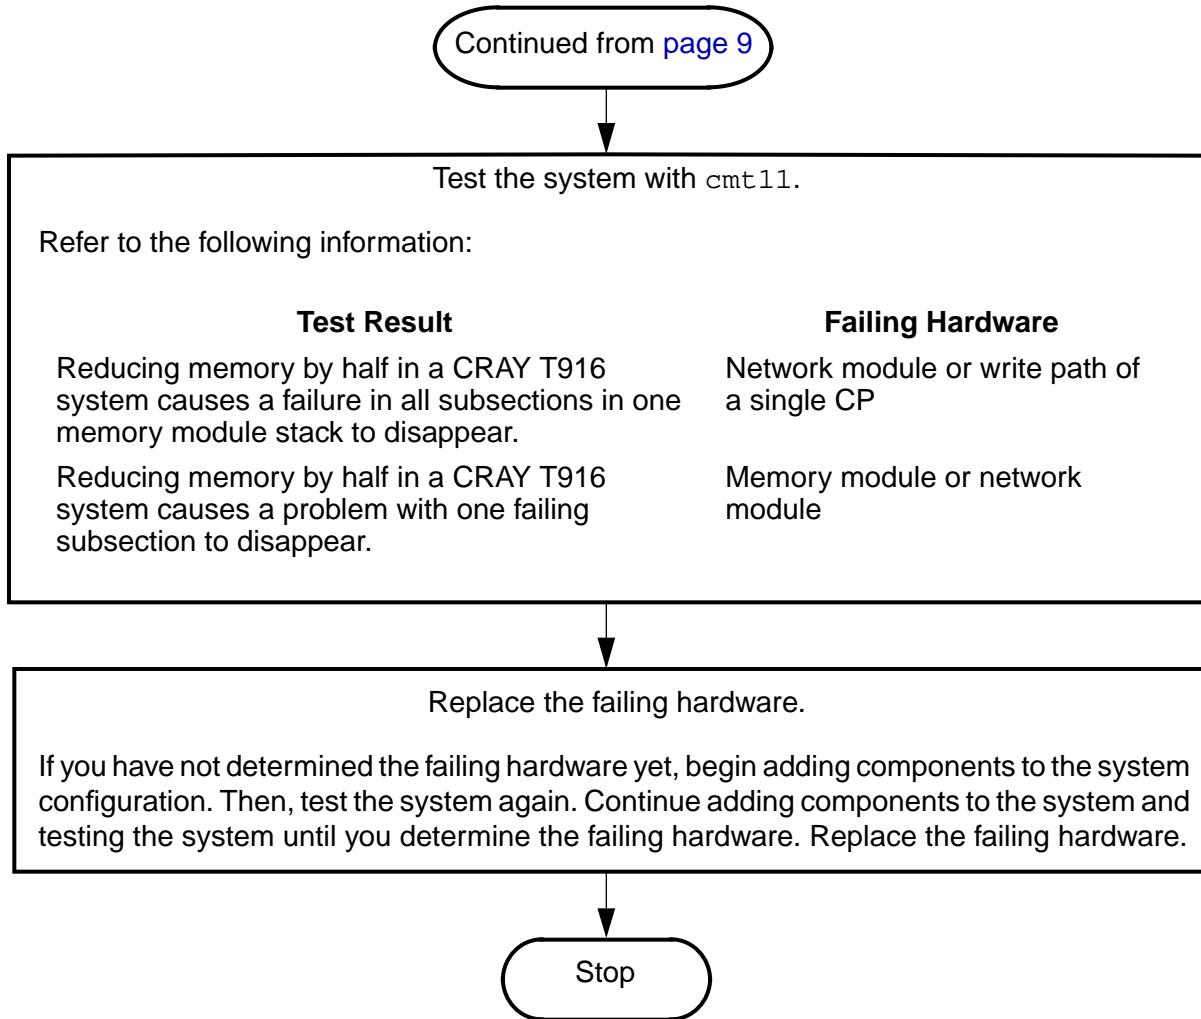 Continued from page 9
Test the system with cmt11.
Refer to the following information:
Test Result
Failing Hardware
Reducing memory by half in a CRAY T916
system causes a failure in all subsections in one
memory module stack to disappear.
Network module or write path of
a single CP
Reducing memory by half in a CRAY T916
system causes a problem with one failing
subsection to disappear.
Memory module or network
module
Replace the failing hardware.
If you have not determined the failing hardware yet, begin adding components to the system
configuration. Then, test the system again. Continue adding components to the system and
testing the system until you determine the failing hardware. Replace the failing hardware.
Stop